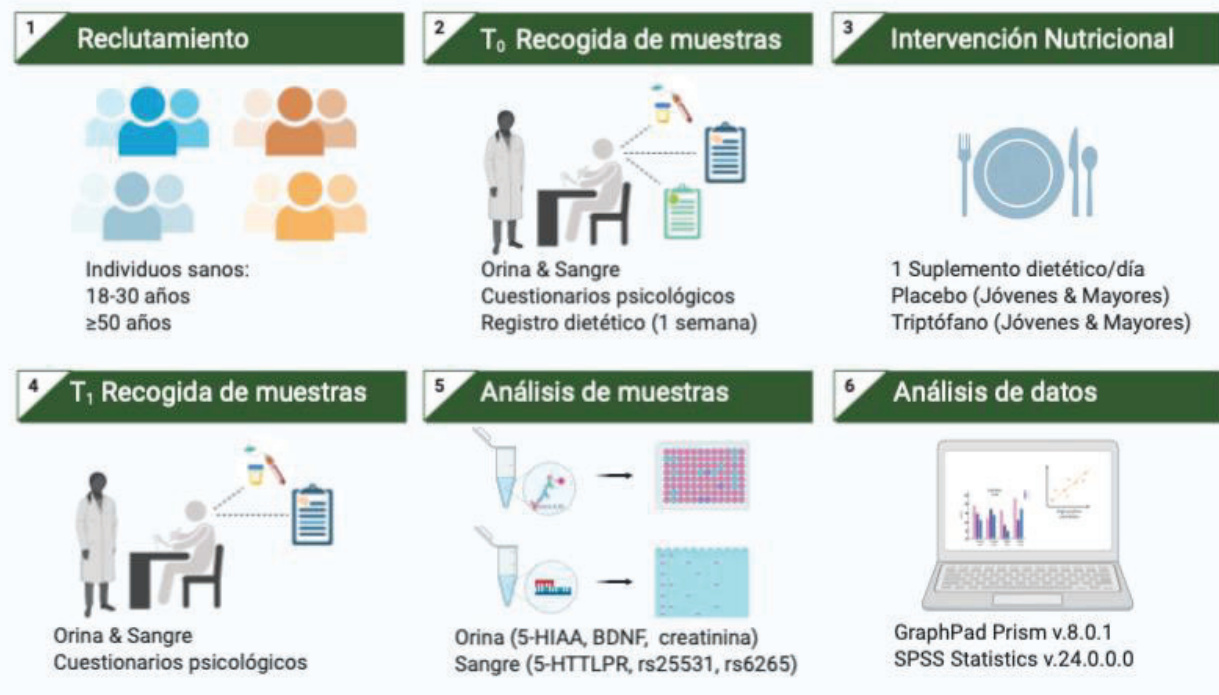 1
Reclutamiento
Individuos sanos:
18-30 años
≥50 años
2
T₀ Recogida de muestras
Orina & Sangre
Cuestionarios psicológicos
Registro dietético (1 semana)
3
Intervención Nutricional
1 Suplemento dietético/día
Placebo (Jóvenes & Mayores)
Triptófano (Jóvenes & Mayores)
4
T₁ Recogida de muestras
Orina & Sangre
Cuestionarios psicológicos
5
Análisis de muestras
Orina (5-HIAA, BDNF, creatinina)
Sangre (5-HTTLPR, rs25531, rs6265)
6
Análisis de datos
GraphPad Prism v.8.0.1
SPSS Statistics v.24.0.0.0